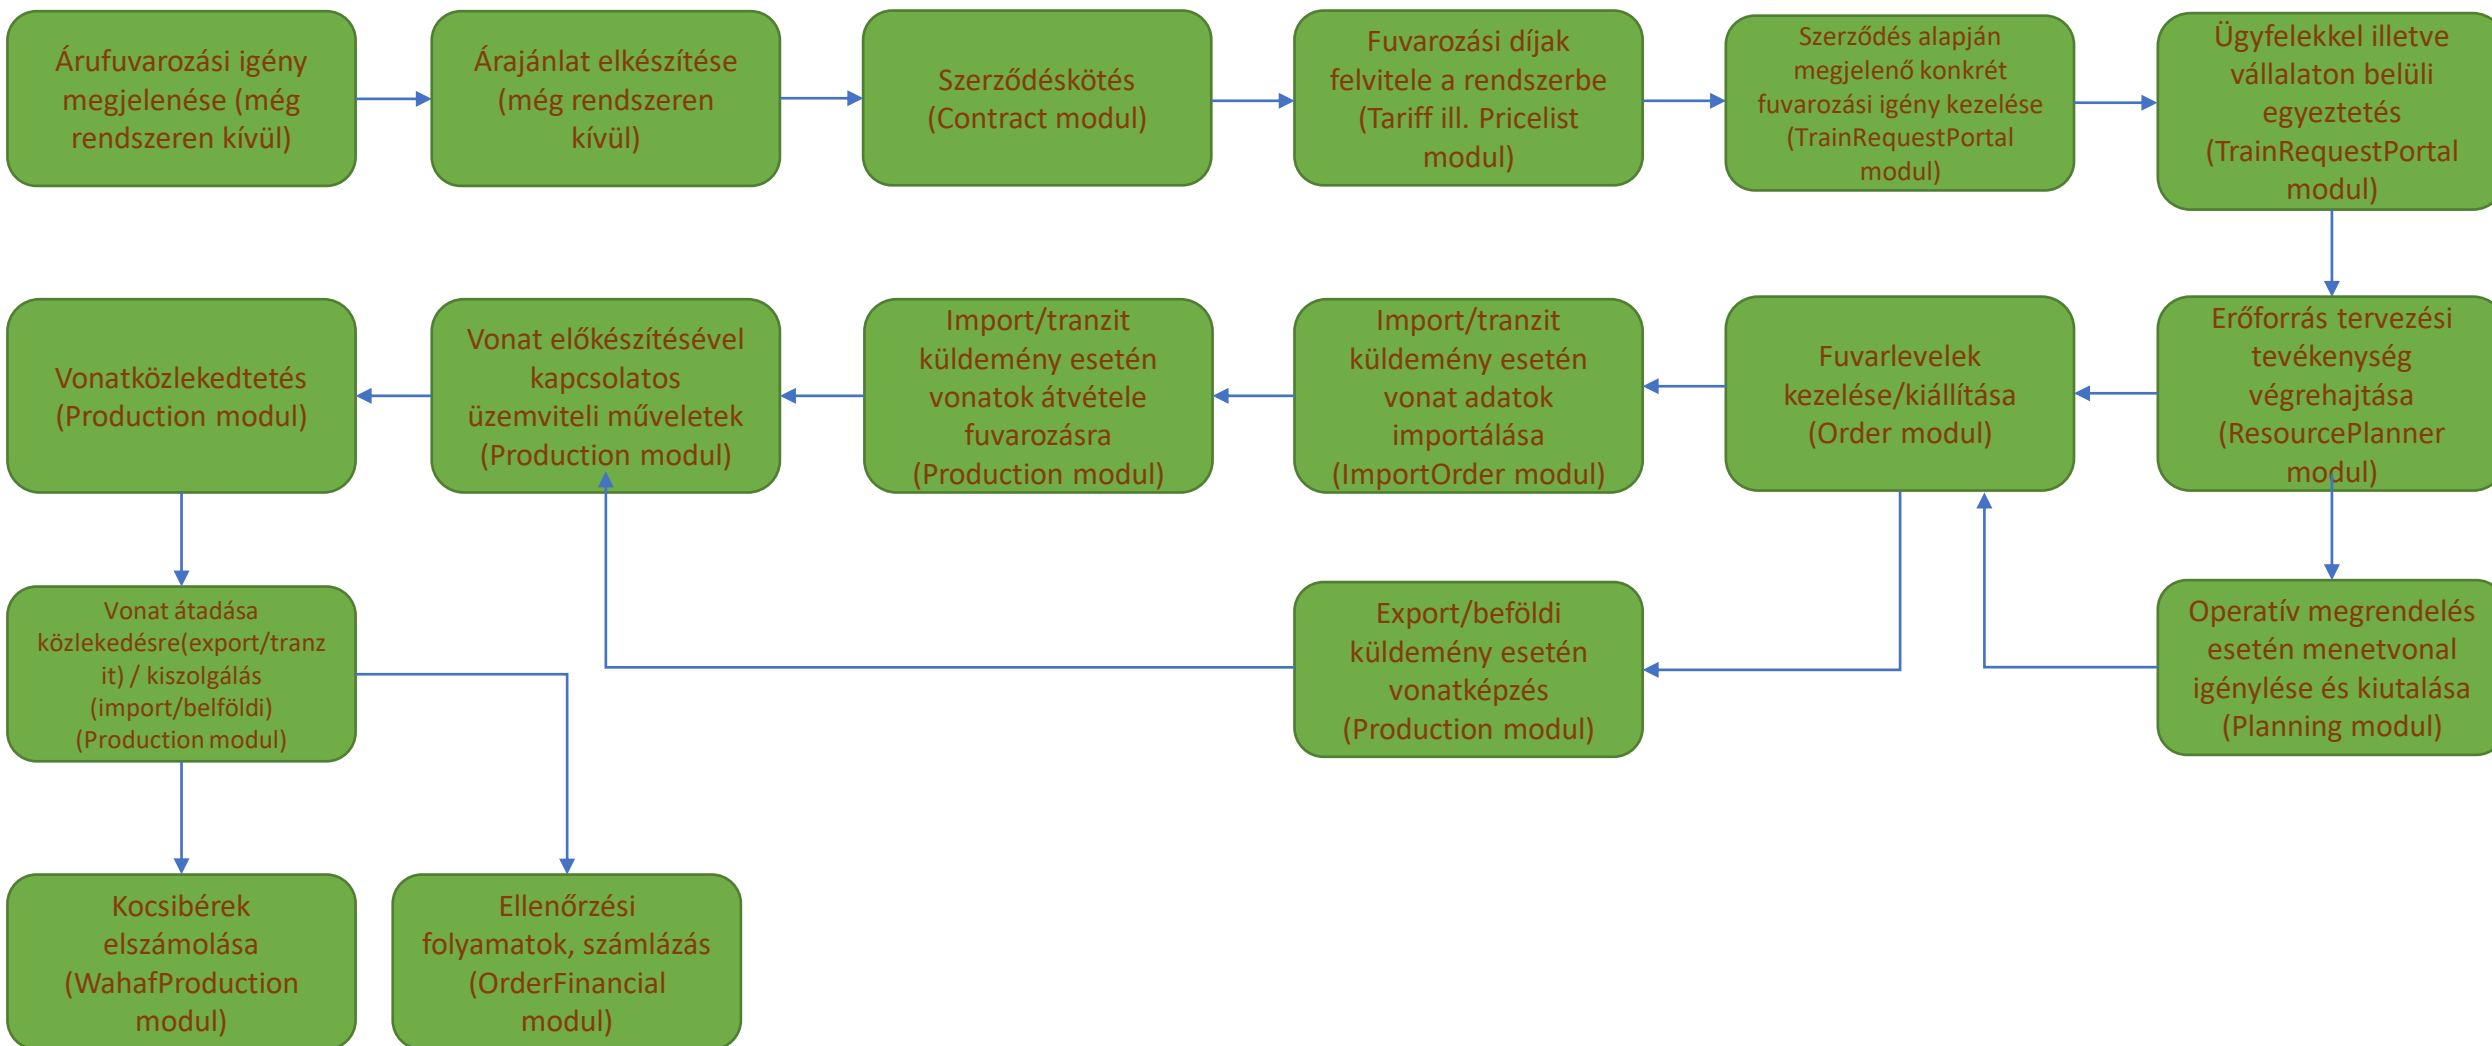 Árufuvarozási igény
megjelenése (még
rendszeren kívül)
Árajánlat elkészítése
(még rendszeren
kívül)
Szerződéskötés
(Contract modul)
Fuvarozási díjak
felvitele a rendszerbe
(Tariff ill. Pricelist
modul)
Szerződés alapján
megjelenő konkrét
fuvarozási igény kezelése
(TrainRequestPortal
modul)
Ügyfelekkel illetve
vállalaton belüli
egyeztetés
(TrainRequestPortal
modul)
Vonatközlekedtetés
(Production modul)
Vonat előkészítésével
kapcsolatos
üzemviteli műveletek
(Production modul)
Import/tranzit
küldemény esetén
vonatok átvétele
fuvarozásra
(Production modul)
Import/tranzit
küldemény esetén
vonat adatok
importálása
(ImportOrder modul)
Fuvarlevelek
kezelése/kiállítása
(Order modul)
Erőforrás tervezési
tevékenység
végrehajtása
(ResourcePlanner
modul)
Vonat átadása
közlekedésre(export/tranz
it) / kiszolgálás
(import/belföldi)
(Production modul)
Export/beföldi
küldemény esetén
vonatképzés
(Production modul)
Operatív megrendelés
esetén menetvonal
igénylése és kiutalása
(Planning modul)
Kocsibérek
elszámolása
(WahafProduction
modul)
Ellenőrzési
folyamatok, számlázás
(OrderFinancial
modul)